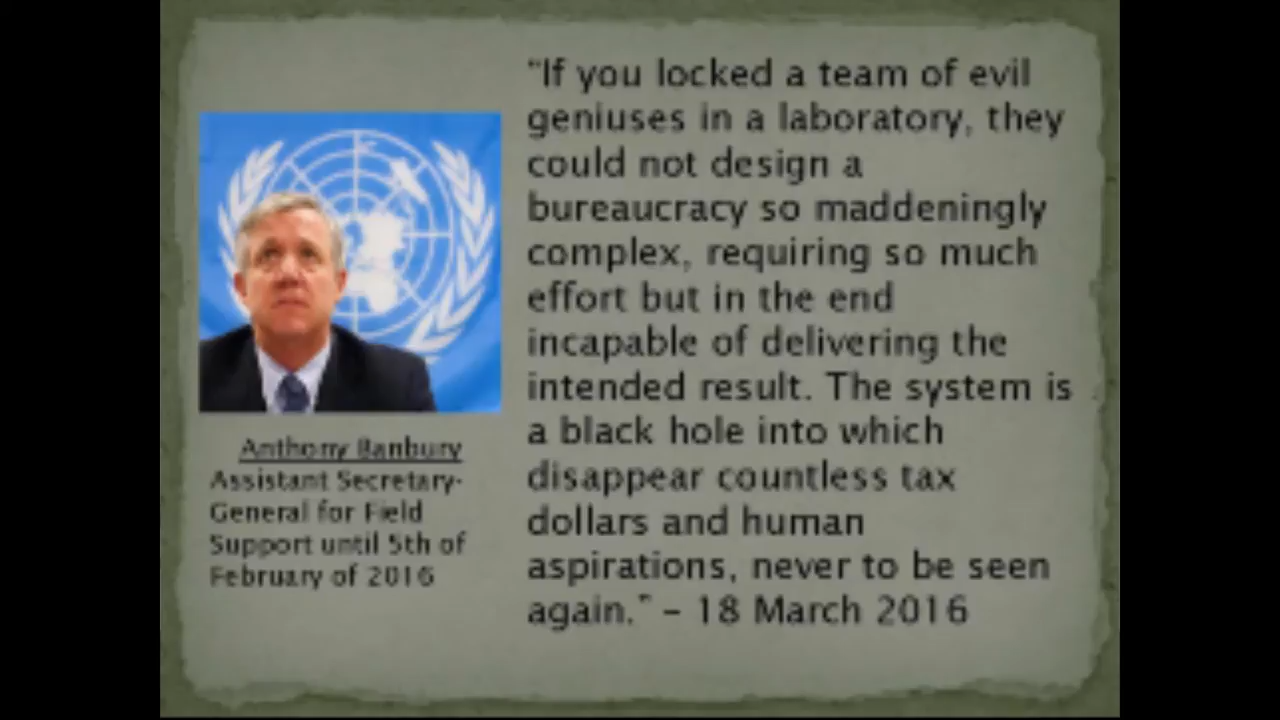 "If you locked a team of evil
geniuses in a laboratory, they
could not design a
bureaucracy so maddeningly
complex, requiring so much
effort but in the end
incapable of delivering the
intended result. The system is
a black hole into which
disappear countless tax
dollars and human
aspirations, never to be seen
again." – 18 March 2016
Anthony Banbury
Assistant Secretary-
General for Field
Support until 5th of
February of 2016